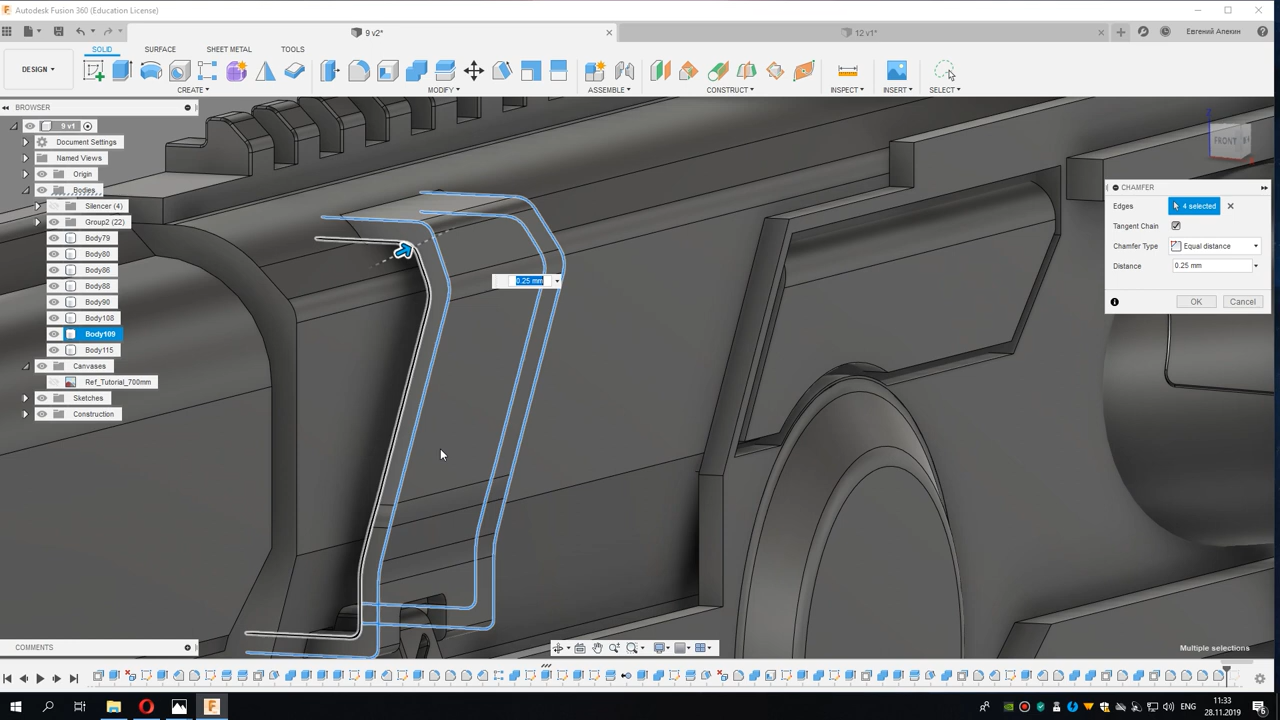 Autodesk Fusion 360 (Education License)
9 v2*
12 v1*
Евгений Апекин
DESIGN
SOLID
SURFACE
SHEET METAL
TOOLS
CREATE
MODIFY
ASSEMBLE
CONSTRUCT
INSPECT
INSERT
SELECT
BROWSER
9 v1
Document Settings
Named Views
Origin
Bodies
Silencer (4)
Group2 (22)
Body79
Body80
Body86
Body88
Body90
Body108
Body109
Body115
Canvases
Ref_Tutorial_700mm
Sketches
Construction
FRONT
0.25 mm
CHAMFER
Edges
4 selected
Tangent Chain
Chamfer Type
Equal distance
Distance
0.25 mm
OK
Cancel
COMMENTS
Multiple selections
ENG
11:33
28.11.2019